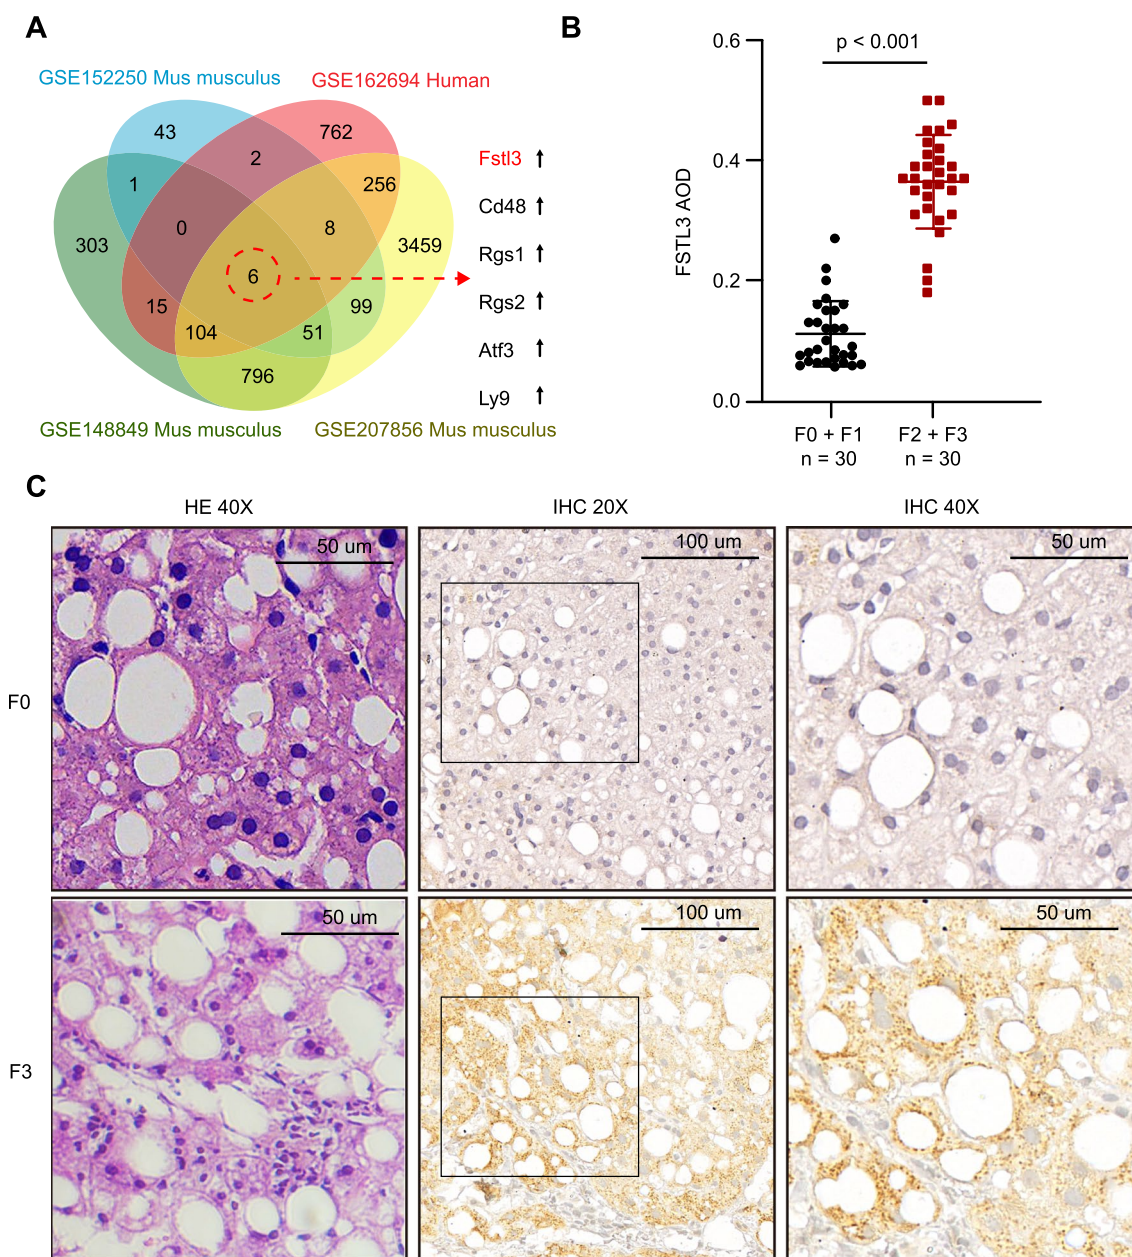 A
GSE152250 Mus musculus
GSE162694 Human
43
762
2
1
256
0
8
303
3459
6
15
99
104
51
796
GSE148849 Mus musculus
GSE207856 Mus musculus
Fstl3
Cd48
Rgs1
Rgs2
Atf3
Ly9
B
0.6
0.4
0.2
0.0
FSTL3 AOD
p < 0.001
F0 + F1
n = 30
F2 + F3
n = 30
C
HE 40X
IHC 20X
IHC 40X
F0
50 um
100 um
50 um
F3
50 um
100 um
50 um